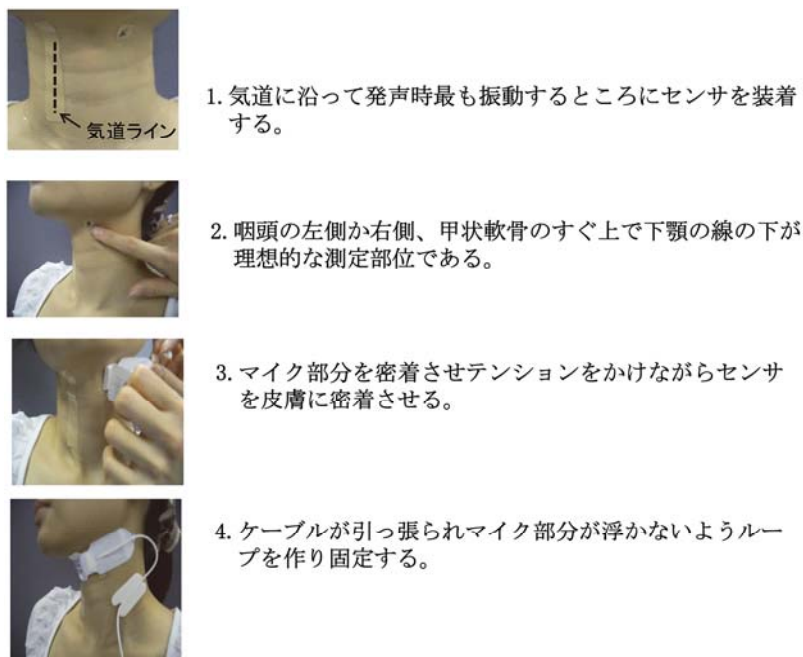 気道ライン
1. 気道に沿って発声時最も振動するところにセンサを装着
する。
2. 咽頭の左側か右側、甲状軟骨のすぐ上で下顎の線の下が
理想的な測定部位である。
3. マイク部分を密着させテンションをかけながらセンサ
を皮膚に密着させる。
4. ケーブルが引っ張られマイク部分が浮かないようルー
プを作り固定する。